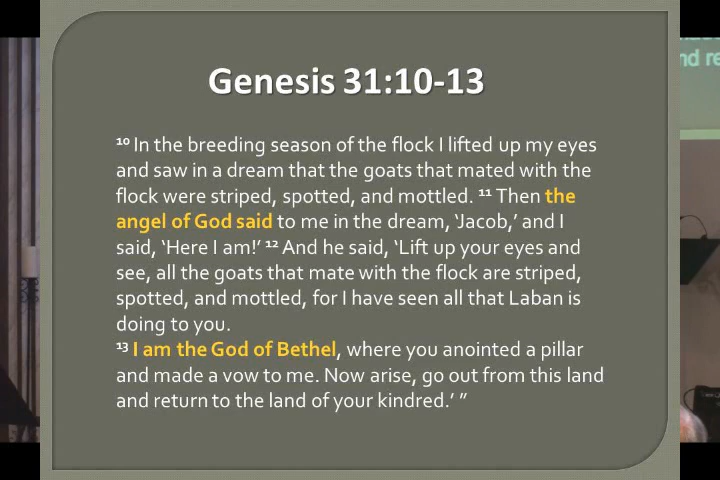 Genesis 31:10-13
¹⁰ In the breeding season of the flock I lifted up my eyes
and saw in a dream that the goats that mated with the
flock were striped, spotted, and mottled. ¹¹ Then the
angel of God said to me in the dream, ‘Jacob,’ and I
said, ‘Here I am!’ ¹² And he said, ‘Lift up your eyes and
see, all the goats that mate with the flock are striped,
spotted, and mottled, for I have seen all that Laban is
doing to you.
¹³ I am the God of Bethel, where you anointed a pillar
and made a vow to me. Now arise, go out from this land
and return to the land of your kindred.’ ”